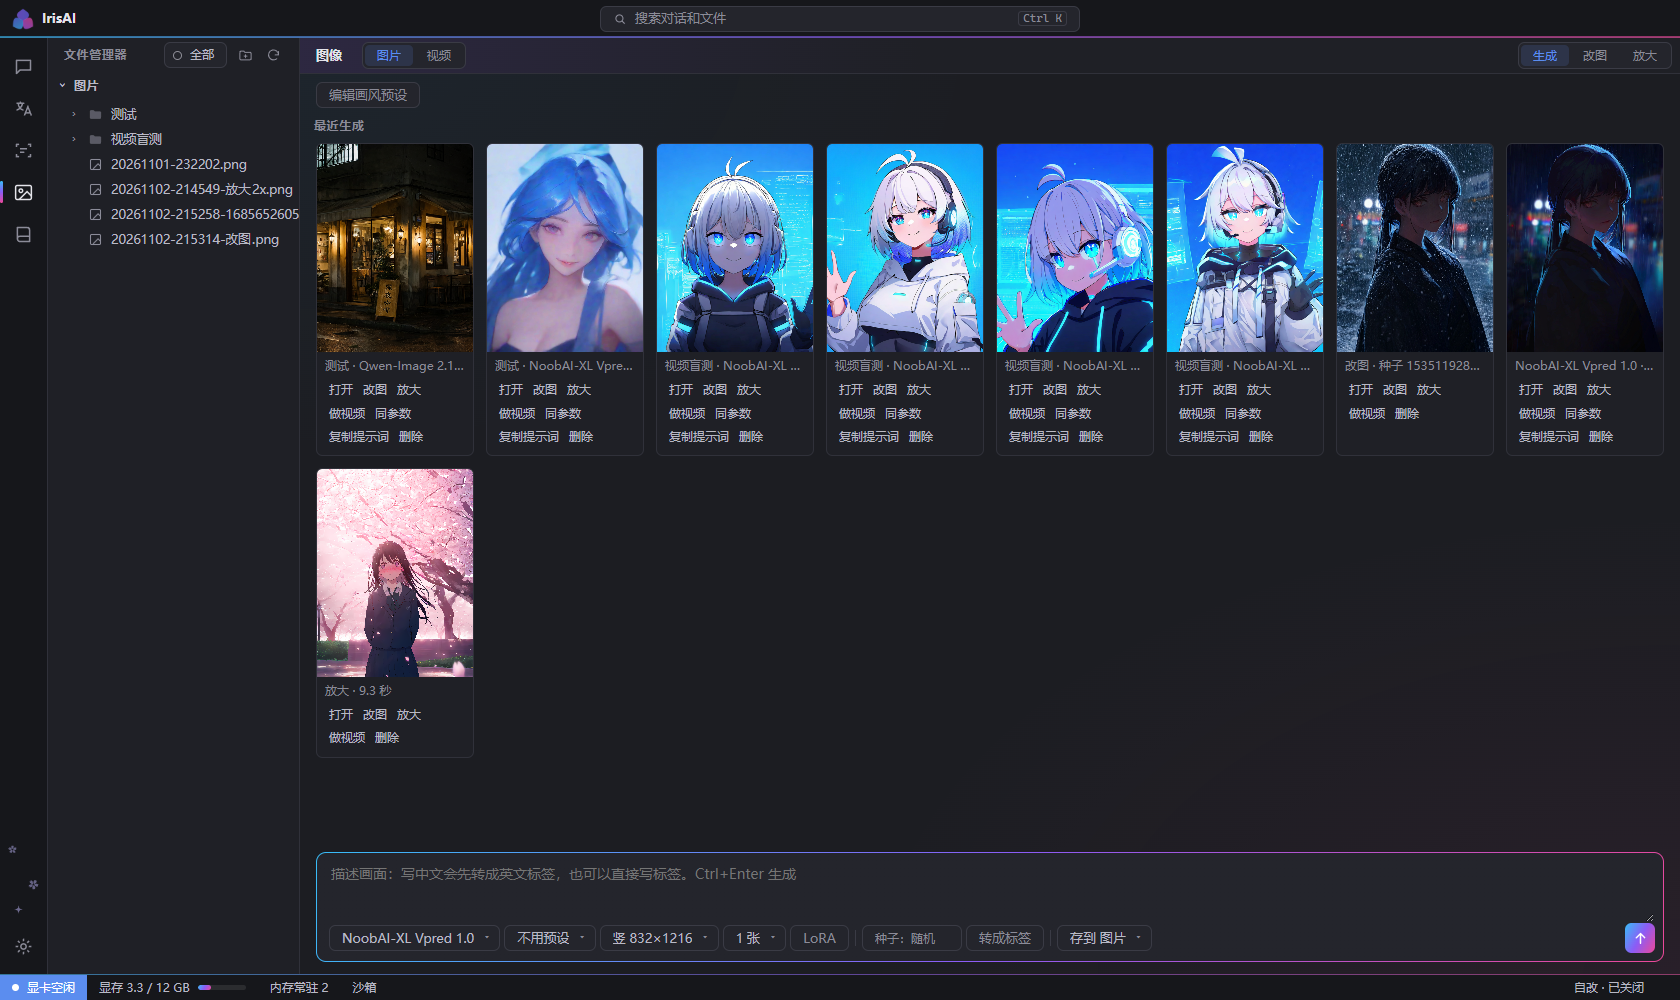 IrisAI
搜索对话和文件
Ctrl K
文件管理器
全部
图片
测试
视频盲测
20261101-232202.png
20261102-214549-放大2x.png
20261102-215258-1685652605
20261102-215314-改图.png
图像
图片
视频
生成
改图
放大
编辑画风预设
最近生成
测试 · Qwen-Image 2.1...
打开 改图 放大
做视频 同参数
复制提示词 删除
测试 · NoobAI-XL Vpre...
打开 改图 放大
做视频 同参数
复制提示词 删除
视频盲测 · NoobAI-XL ...
打开 改图 放大
做视频 同参数
复制提示词 删除
视频盲测 · NoobAI-XL ...
打开 改图 放大
做视频 同参数
复制提示词 删除
视频盲测 · NoobAI-XL ...
打开 改图 放大
做视频 同参数
复制提示词 删除
视频盲测 · NoobAI-XL ...
打开 改图 放大
做视频 同参数
复制提示词 删除
改图 · 种子 153511928...
打开 改图 放大
做视频 删除
NoobAI-XL Vpred 1.0 ·...
打开 改图 放大
做视频 同参数
复制提示词 删除
放大 · 9.3 秒
打开 改图 放大
做视频 删除
描述画面：写中文会先转成英文标签，也可以直接写标签。Ctrl+Enter 生成
NoobAI-XL Vpred 1.0
不用预设
竖 832×1216
1 张
LoRA
种子：随机
转成标签
存到 图片
显卡空闲
显存 3.3 / 12 GB
内存常驻 2
沙箱
自改 · 已关闭